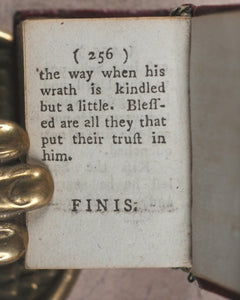 ( 256 )
the way when his
wrath is kindled
but a little. Bleſſ-
ed are all they that
put their truſt in
him.
FINIS.